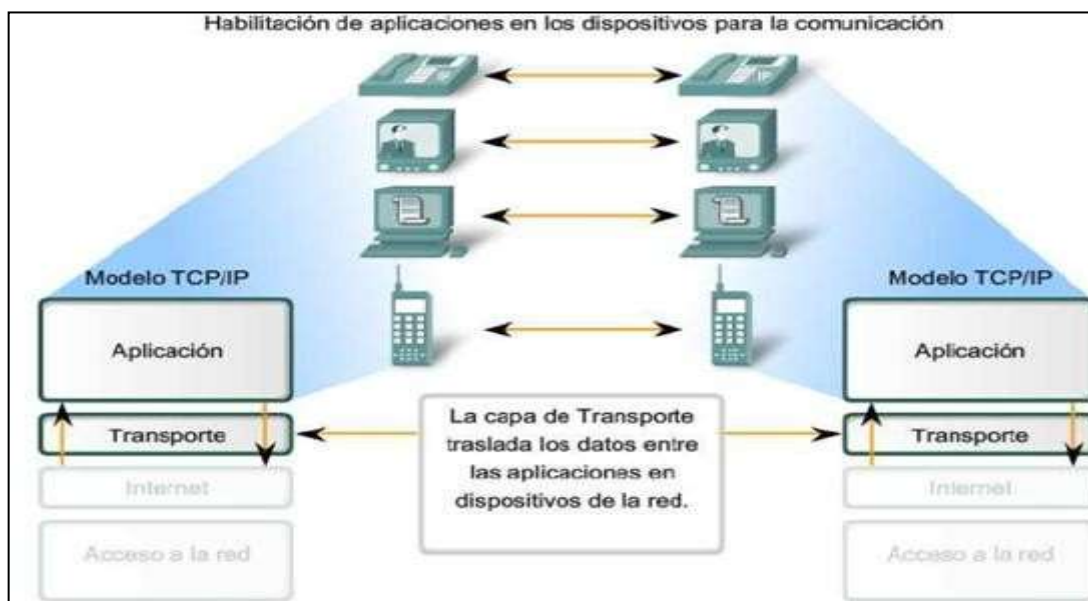 Habilitación de aplicaciones en los dispositivos para la comunicación
IP
IP
Modelo TCP/IP
Modelo TCP/IP
Aplicación
Aplicación
La capa de Transporte
traslada los datos entre
las aplicaciones en
dispositivos de la red.
Transporte
Transporte
Internet
Internet
Acceso a la red
Acceso a la red